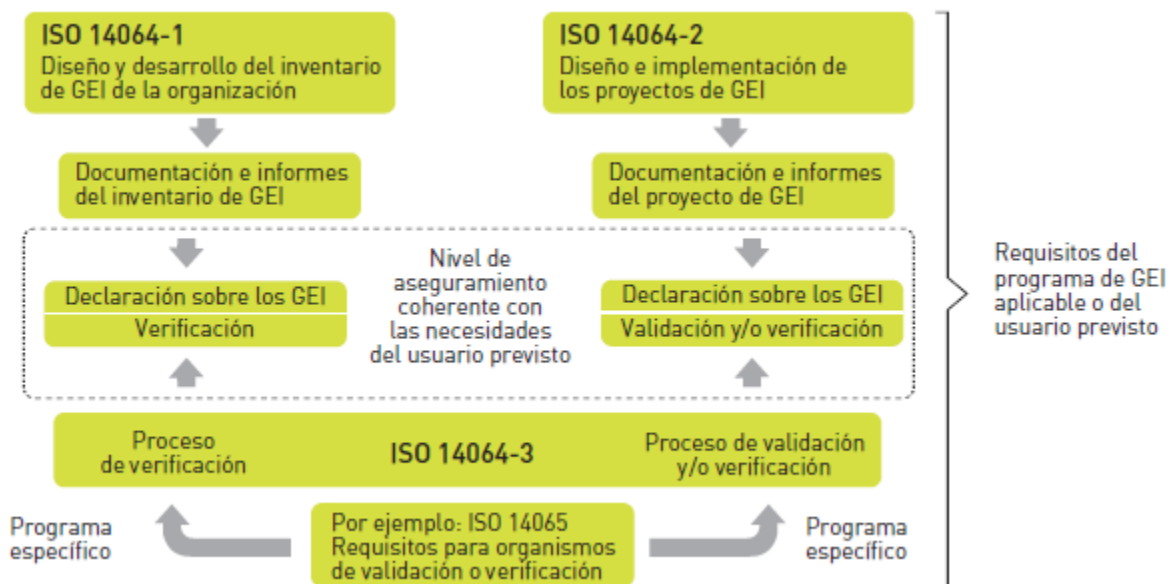 ISO 14064-1
Diseño y desarrollo del inventario
de GEI de la organización
ISO 14064-2
Diseño e implementación de
los proyectos de GEI
Documentación e informes
del inventario de GEI
Documentación e informes
del proyecto de GEI
Declaración sobre los GEI
Verificación
Nivel de
aseguramiento
coherente con
las necesidades
del usuario previsto
Declaración sobre los GEI
Validación y/o verificación
Requisitos del
programa de GEI
aplicable o del
usuario previsto
Proceso
de verificación
ISO 14064-3
Proceso de validación
y/o verificación
Programa
específico
Por ejemplo: ISO 14065
Requisitos para organismos
de validación o verificación
Programa
específico